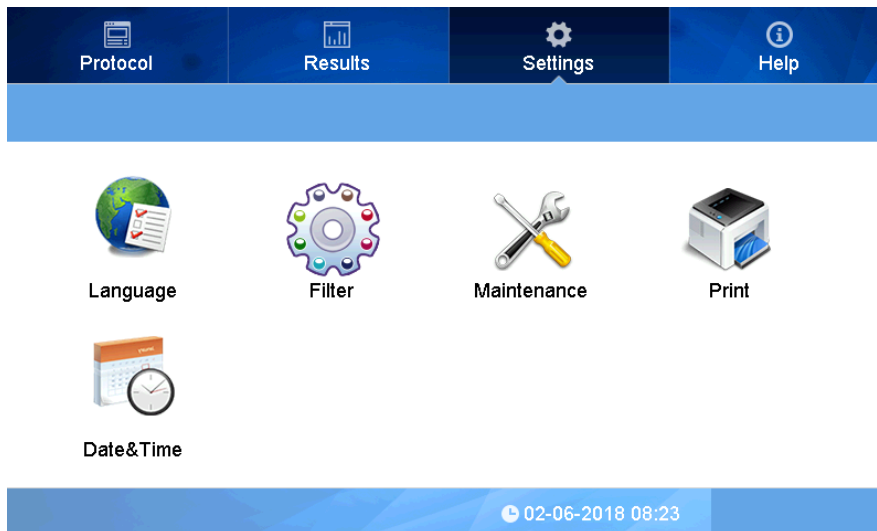 Protocol
Results
Settings
Help
Language
Filter
Maintenance
Print
Date&Time
02-06-2018 08:23